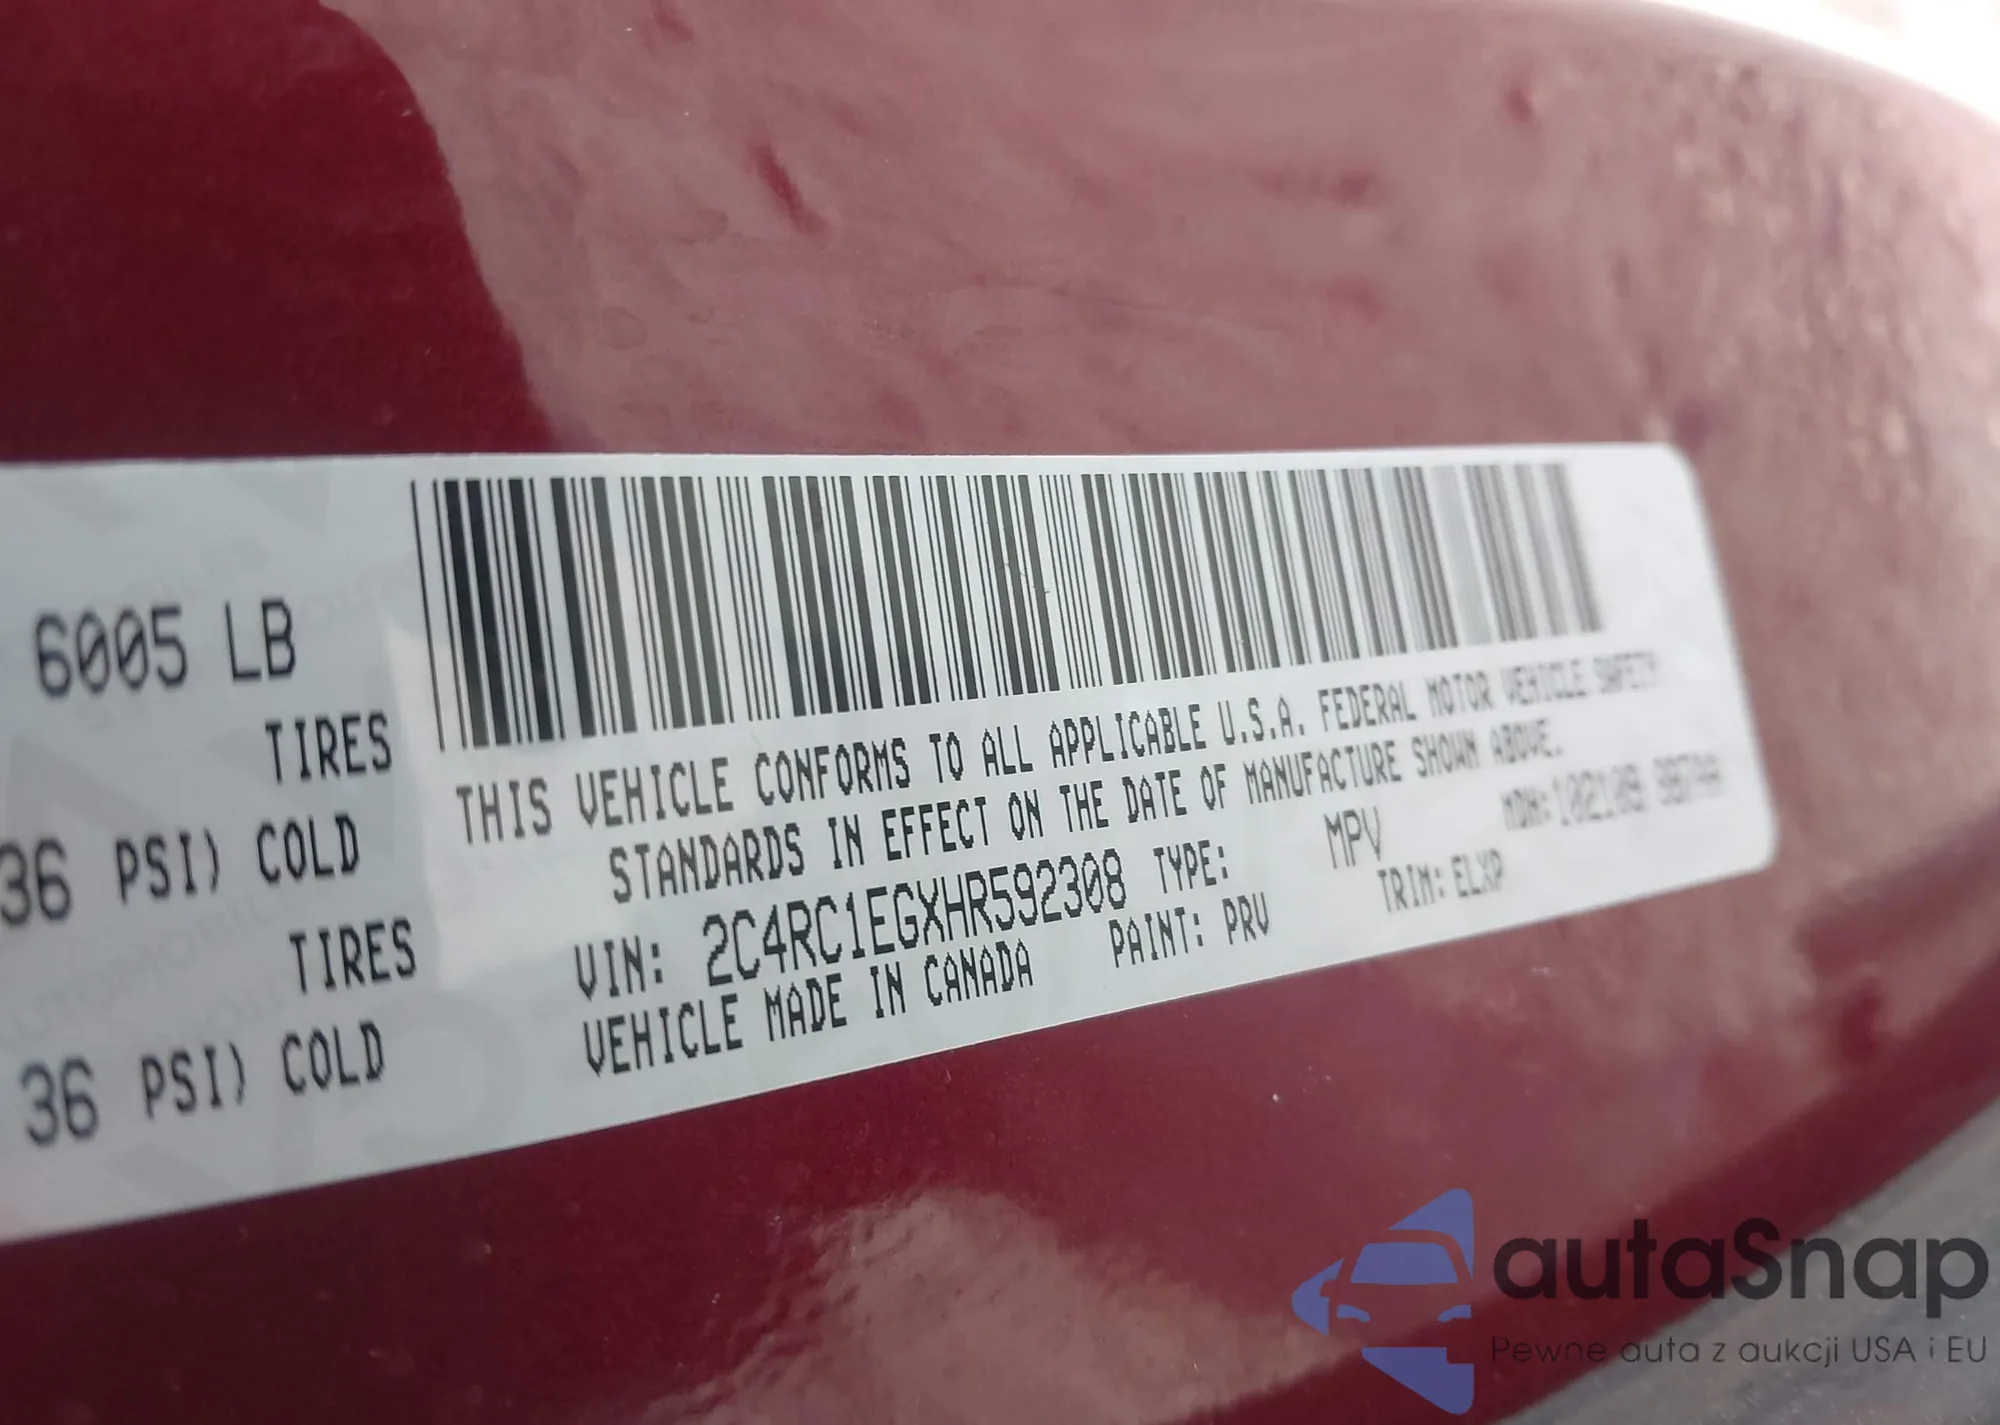 6005 LB
TIRES
36 PSI) COLD
TIRES
36 PSI) COLD
THIS VEHICLE CONFORMS TO ALL APPLICABLE U.S.A. FEDERAL MOTOR VEHICLE SAFETY
STANDARDS IN EFFECT ON THE DATE OF MANUFACTURE SHOWN ABOVE.
VIN: 2C4RC1EGXHR592308 TYPE: MPV MDH: 102109
VEHICLE MADE IN CANADA PAINT: PRV TRIM: ELXP
autaSnap
Pewne auta z aukcji USA i EU